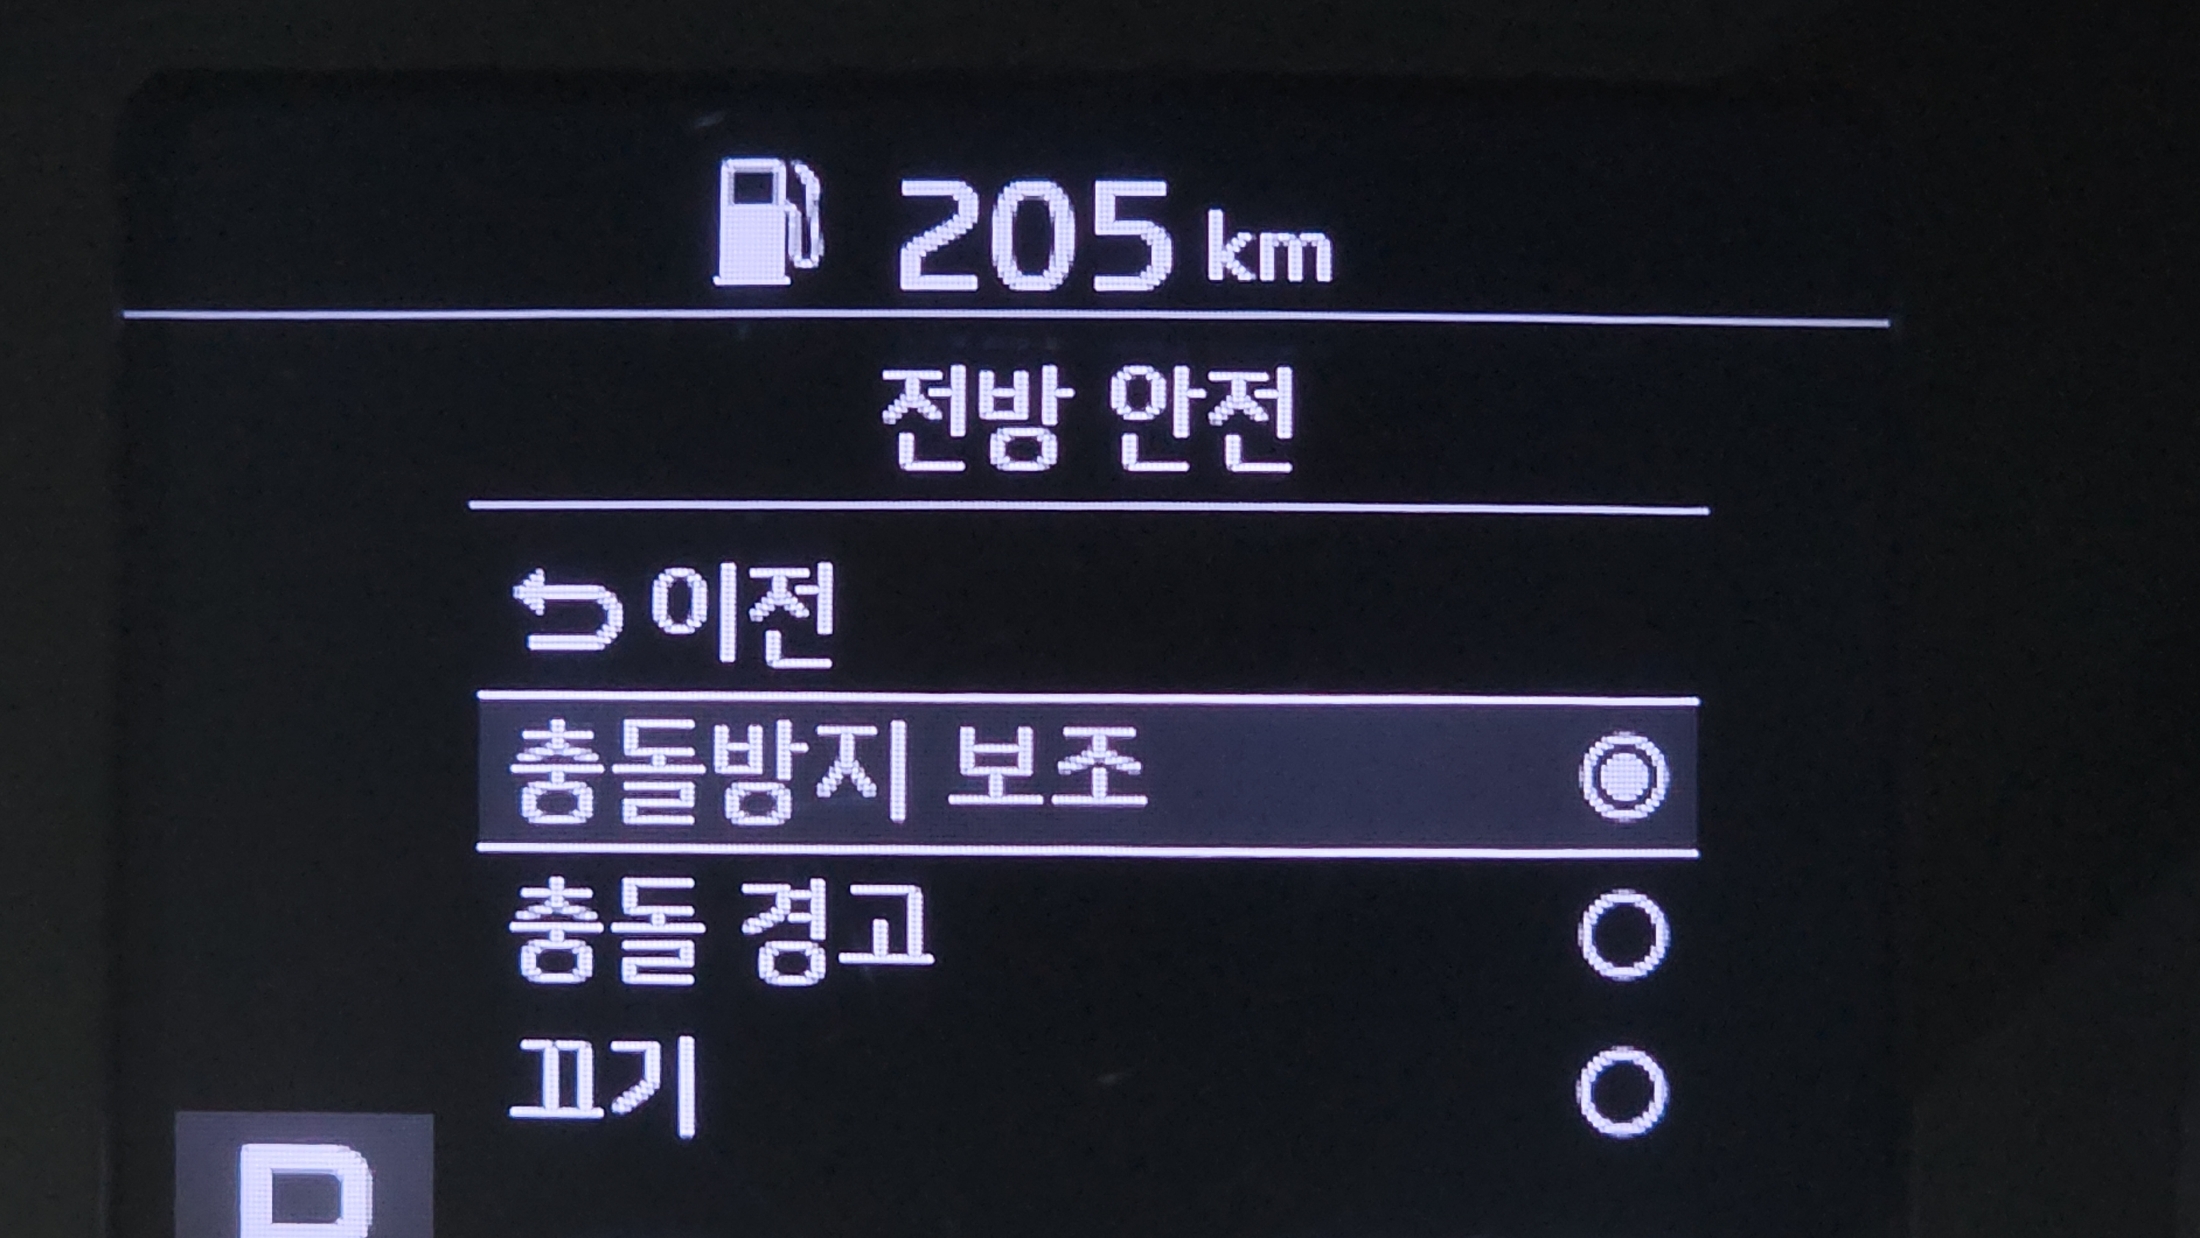 205 km
전방 안전
이전
충돌방지 보조
충돌 경고
끄기
P